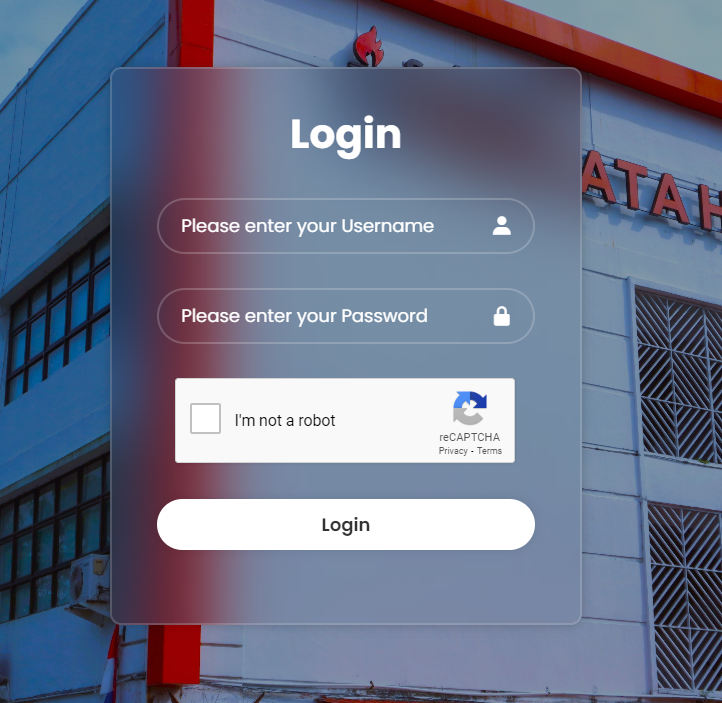 Login
ATAH
Please enter your Username
Please enter your Password
I'm not a robot
reCAPTCHA
Privacy - Terms
Login